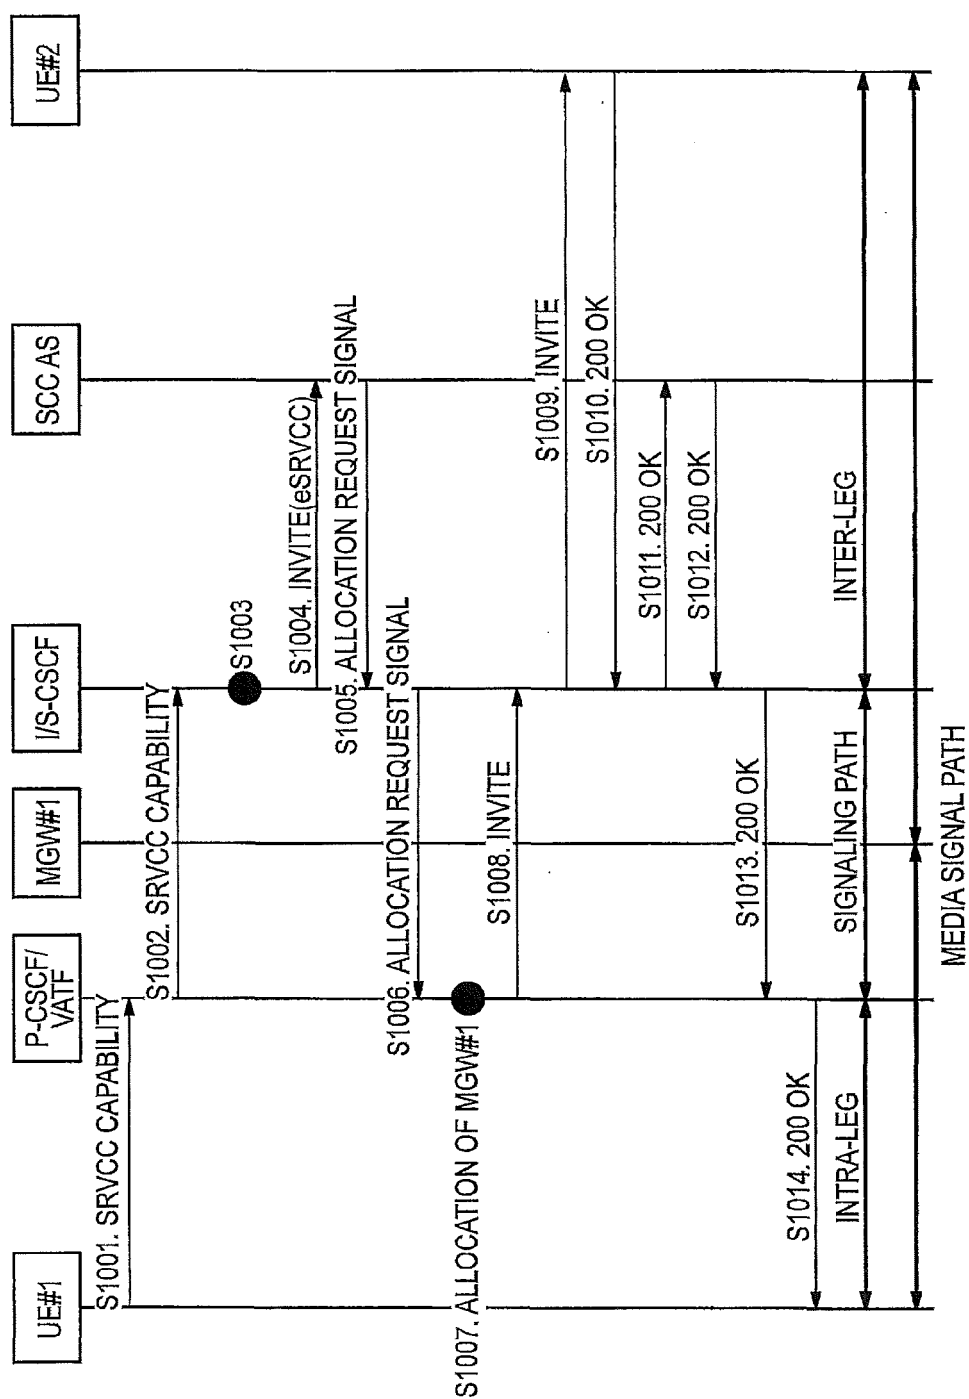 UE#1
P-CSCF/
VATF
MGW#1
I/S-CSCF
SCC AS
UE#2
S1001. SRVCC CAPABILITY
S1002. SRVCC CAPABILITY
S1003
S1004. INVITE(eSRVCC)
S1005. ALLOCATION REQUEST SIGNAL
S1006. ALLOCATION REQUEST SIGNAL
S1007. ALLOCATION OF MGW#1
S1008. INVITE
S1009. INVITE
S1010. 200 OK
S1011. 200 OK
S1012. 200 OK
S1013. 200 OK
S1014. 200 OK
INTRA-LEG
SIGNALING PATH
INTER-LEG
MEDIA SIGNAL PATH